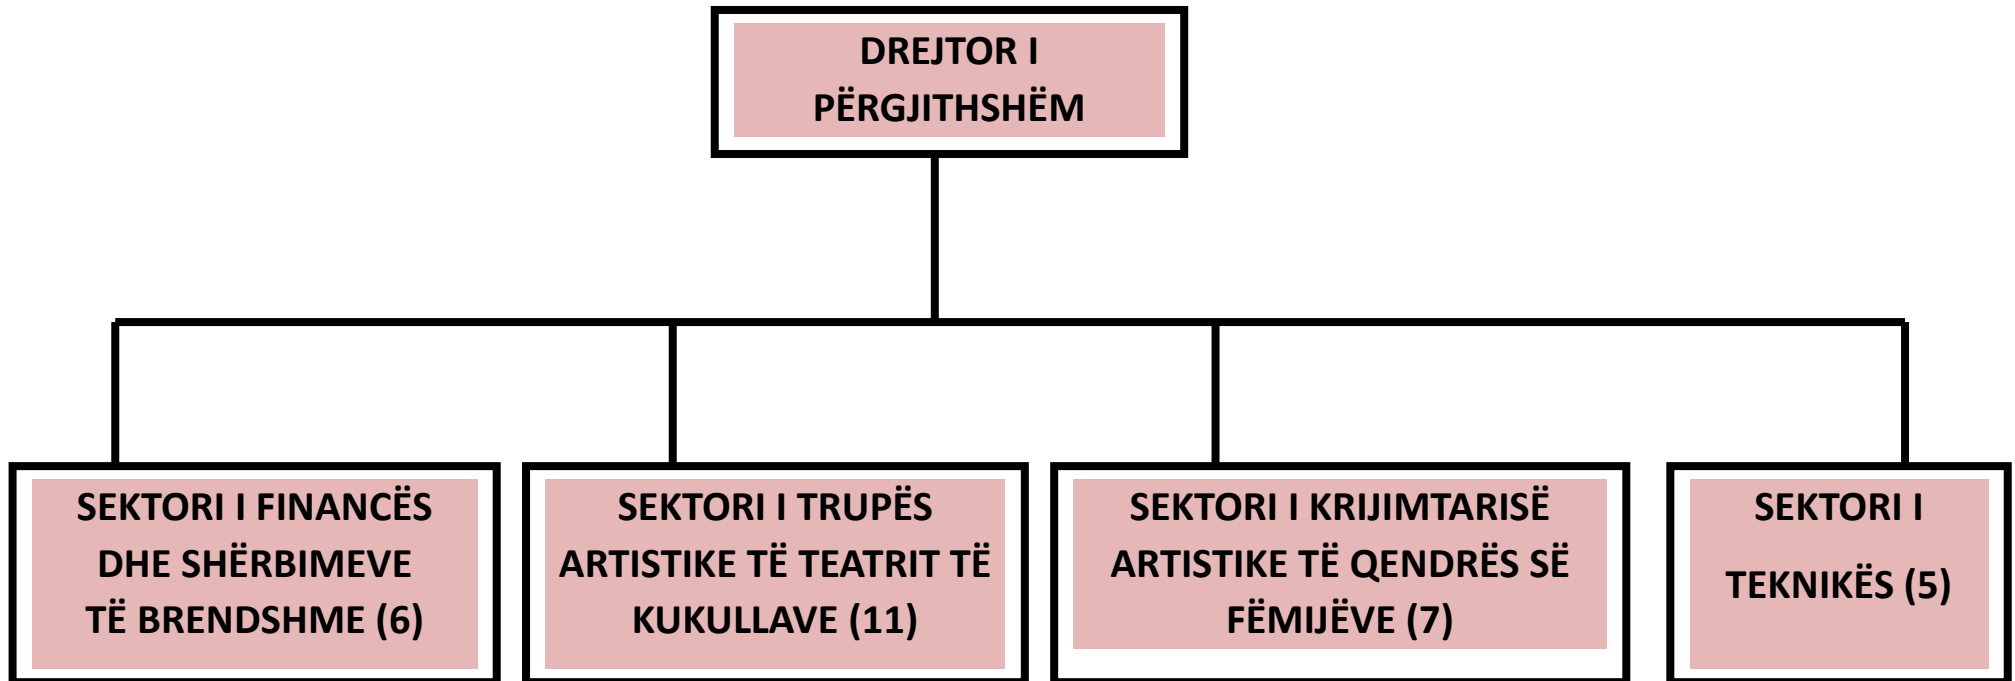 DREJTOR I
PËRGJITHSHËM
SEKTORI I FINANCËS
DHE SHËRBIMEVE
TË BRENDSHME (6)
SEKTORI I TRUPËS
ARTISTIKE TË TEATRIT TË
KUKULLAVE (11)
SEKTORI I KRIJIMTARISË
ARTISTIKE TË QENDRËS SË
FËMIJËVE (7)
SEKTORI I
TEKNIKËS (5)